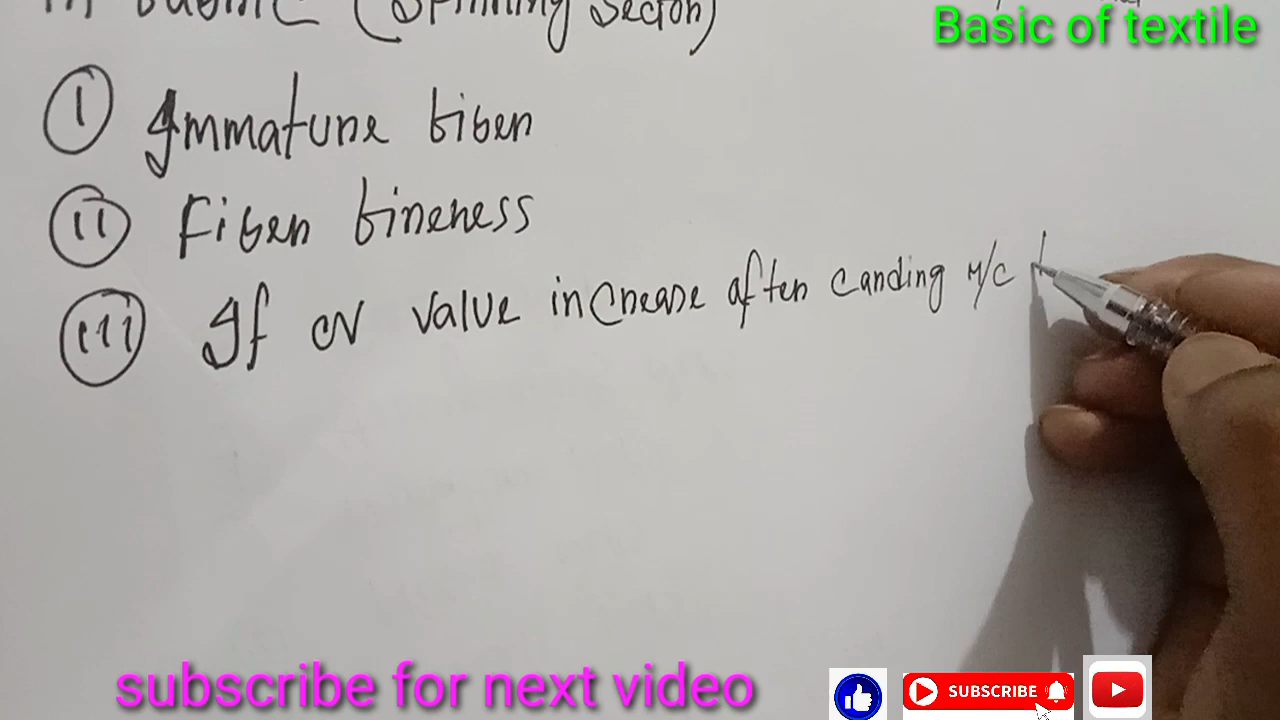 Basic of textile
(Spinning Sector)
I Immature fiber
II Fiber fineness
III If CV value increase after carding M/C
subscribe for next video
SUBSCRIBE